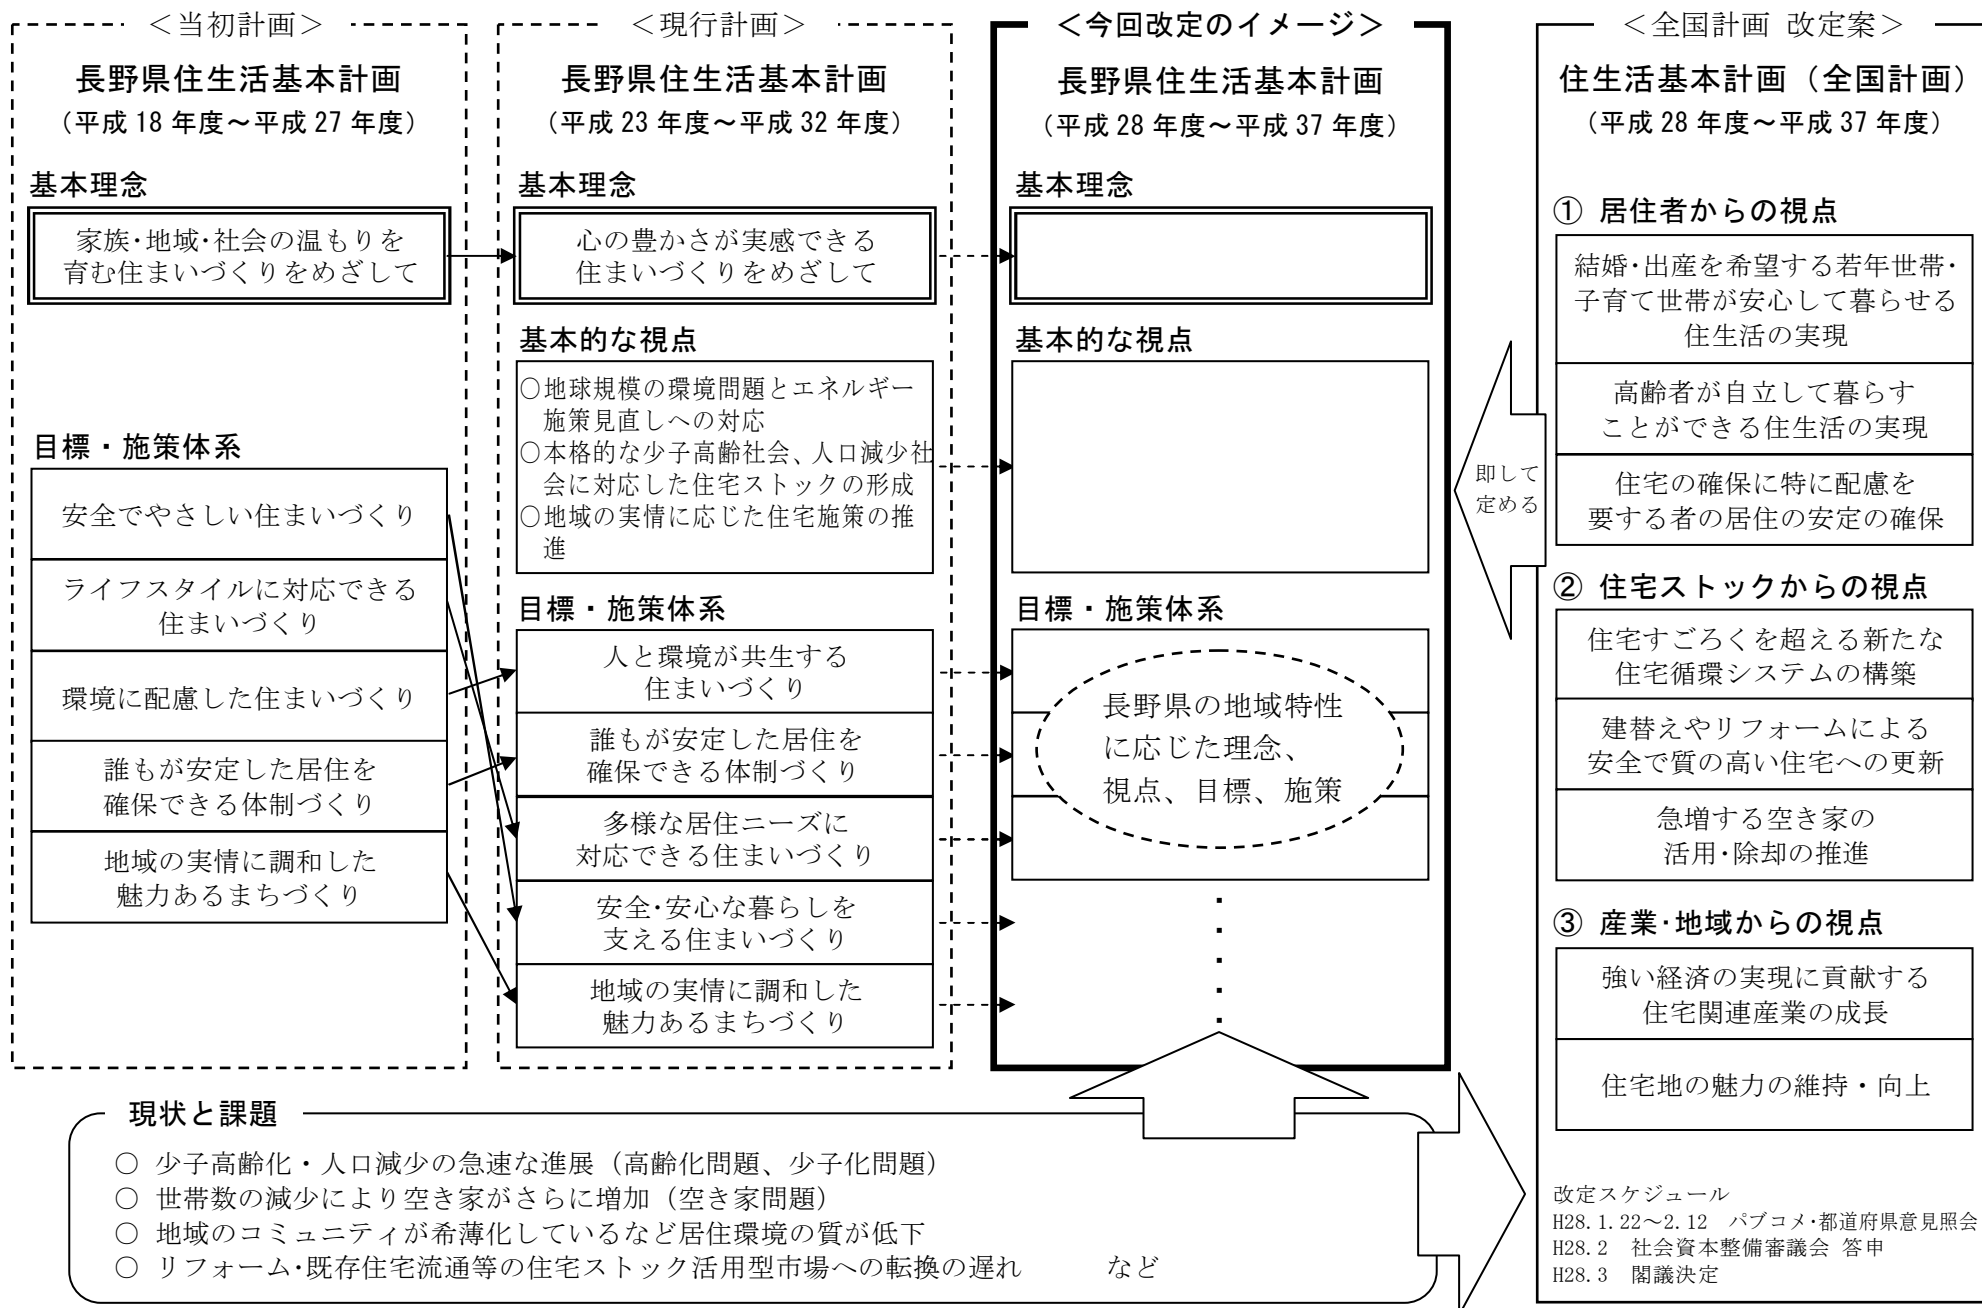 ＜当初計画＞
長野県住生活基本計画
（平成 18 年度～平成 27 年度）
基本理念
家族・地域・社会の温もりを
育む住まいづくりをめざして
目標・施策体系
安全でやさしい住まいづくり
ライフスタイルに対応できる
住まいづくり
環境に配慮した住まいづくり
誰もが安定した居住を
確保できる体制づくり
地域の実情に調和した
魅力あるまちづくり
＜現行計画＞
長野県住生活基本計画
（平成 23 年度～平成 32 年度）
基本理念
心の豊かさが実感できる
住まいづくりをめざして
基本的な視点
○地球規模の環境問題とエネルギー
施策見直しへの対応
○本格的な少子高齢社会、人口減少社
会に対応した住宅ストックの形成
○地域の実情に応じた住宅施策の推
進
目標・施策体系
人と環境が共生する
住まいづくり
誰もが安定した居住を
確保できる体制づくり
多様な居住ニーズに
対応できる住まいづくり
安全・安心な暮らしを
支える住まいづくり
地域の実情に調和した
魅力あるまちづくり
＜今回改定のイメージ＞
長野県住生活基本計画
（平成 28 年度～平成 37 年度）
基本理念
基本的な視点
目標・施策体系
長野県の地域特性
に応じた理念、
視点、目標、施策
即して
定める
＜全国計画 改定案＞
住生活基本計画（全国計画）
（平成 28 年度～平成 37 年度）
① 居住者からの視点
結婚・出産を希望する若年世帯・
子育て世帯が安心して暮らせる
住生活の実現
高齢者が自立して暮らす
ことができる住生活の実現
住宅の確保に特に配慮を
要する者の居住の安定の確保
② 住宅ストックからの視点
住宅すごろくを超える新たな
住宅循環システムの構築
建替えやリフォームによる
安全で質の高い住宅への更新
急増する空き家の
活用・除却の推進
③ 産業・地域からの視点
強い経済の実現に貢献する
住宅関連産業の成長
住宅地の魅力の維持・向上
改定スケジュール
H28.1.22～2.12 パブコメ・都道府県意見照会
H28.2 社会資本整備審議会 答申
H28.3 閣議決定
現状と課題
○ 少子高齢化・人口減少の急速な進展（高齢化問題、少子化問題）
○ 世帯数の減少により空き家がさらに増加（空き家問題）
○ 地域のコミュニティが希薄化しているなど居住環境の質が低下
○ リフォーム・既存住宅流通等の住宅ストック活用型市場への転換の遅れ など